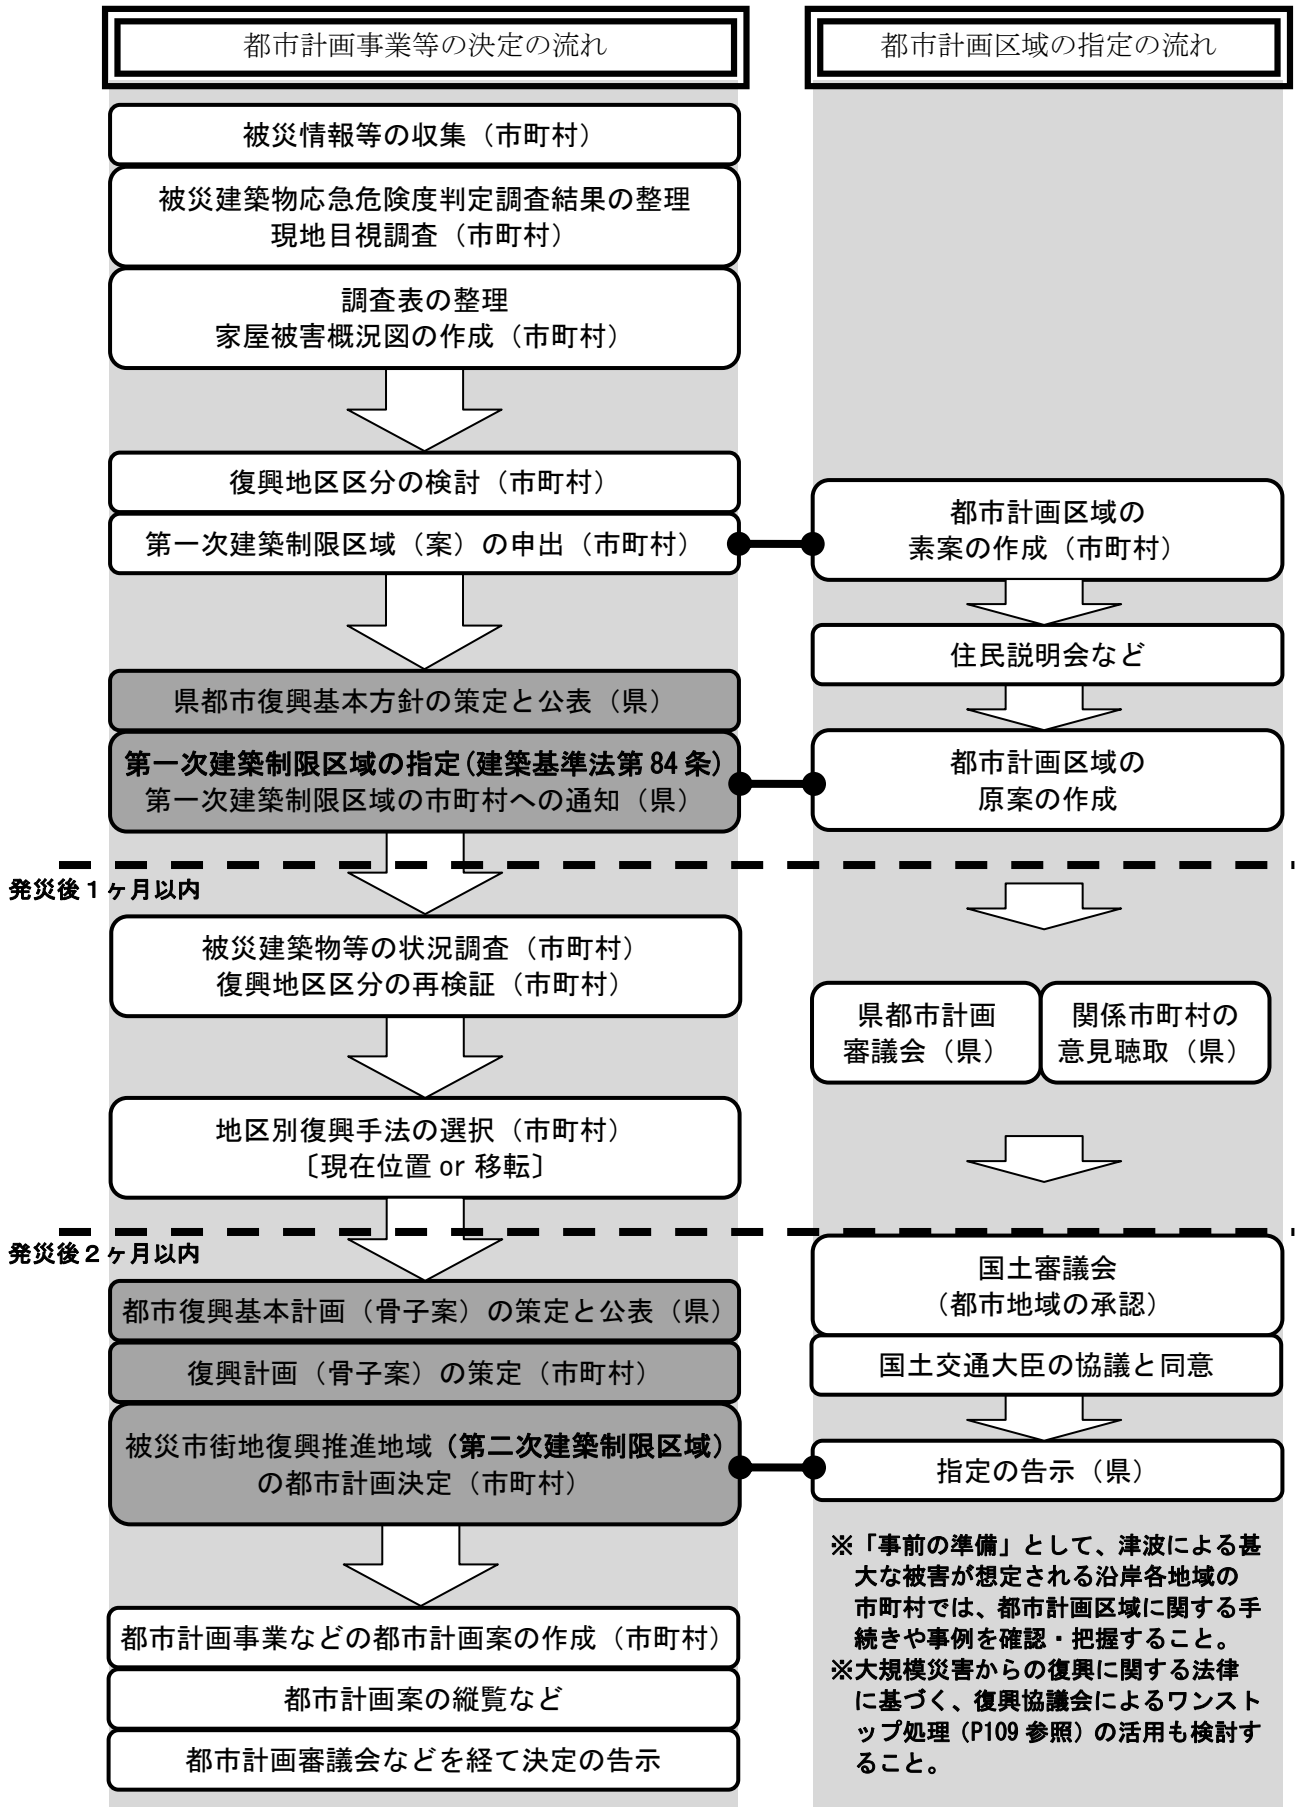 都市計画事業等の決定の流れ
被災情報等の収集（市町村）
被災建築物応急危険度判定調査結果の整理
現地目視調査（市町村）
調査表の整理
家屋被害概況図の作成（市町村）
復興地区区分の検討（市町村）
第一次建築制限区域（案）の申出（市町村）
県都市復興基本方針の策定と公表（県）
第一次建築制限区域の指定(建築基準法第 84 条)
第一次建築制限区域の市町村への通知（県）
発災後１ヶ月以内
被災建築物等の状況調査（市町村）
復興地区区分の再検証（市町村）
地区別復興手法の選択（市町村）
〔現在位置 or 移転〕
発災後２ヶ月以内
都市復興基本計画（骨子案）の策定と公表（県）
復興計画（骨子案）の策定（市町村）
被災市街地復興推進地域（第二次建築制限区域）
の都市計画決定（市町村）
都市計画事業などの都市計画案の作成（市町村）
都市計画案の縦覧など
都市計画審議会などを経て決定の告示
都市計画区域の指定の流れ
都市計画区域の
素案の作成（市町村）
住民説明会など
都市計画区域の
原案の作成
県都市計画
審議会（県）
関係市町村の
意見聴取（県）
国土審議会
（都市地域の承認）
国土交通大臣の協議と同意
指定の告示（県）
※「事前の準備」として、津波による甚
大な被害が想定される沿岸各地域の
市町村では、都市計画区域に関する手
続きや事例を確認・把握すること。
※大規模災害からの復興に関する法律
に基づく、復興協議会によるワンスト
ップ処理（P109 参照）の活用も検討す
ること。